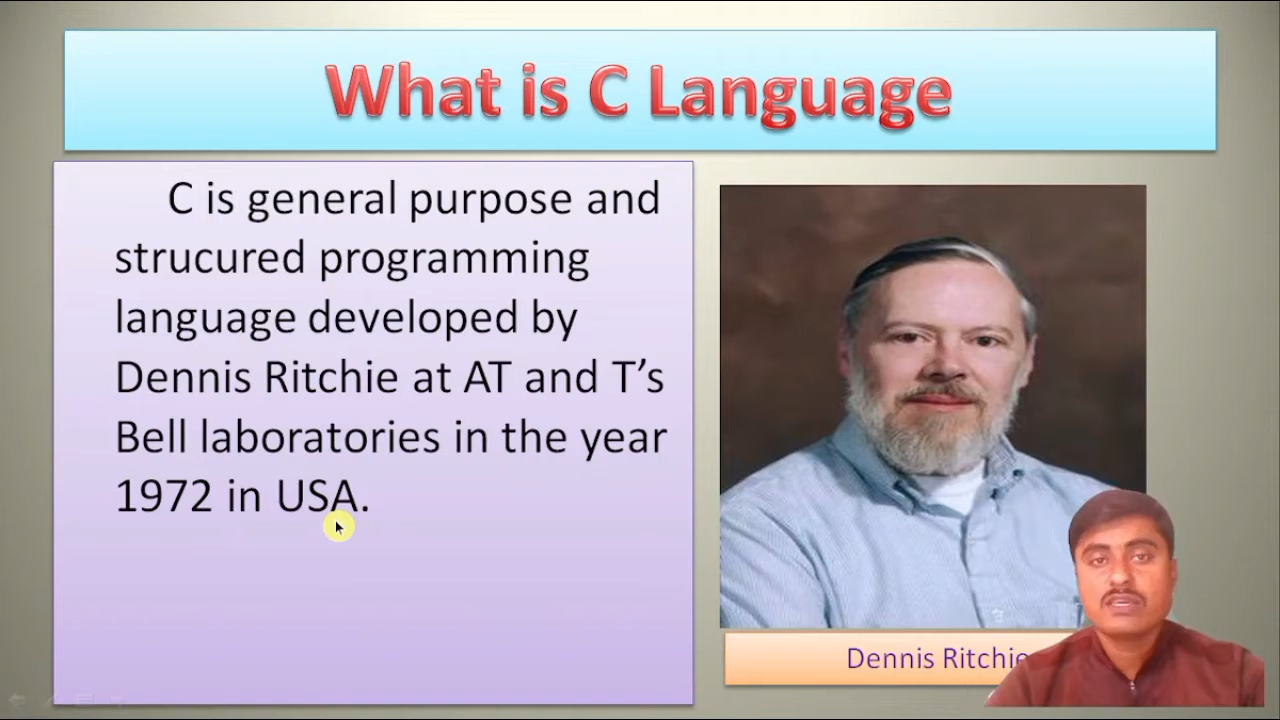 What is C Language
C is general purpose and
strucured programming
language developed by
Dennis Ritchie at AT and T’s
Bell laboratories in the year
1972 in USA.
Dennis Ritchie